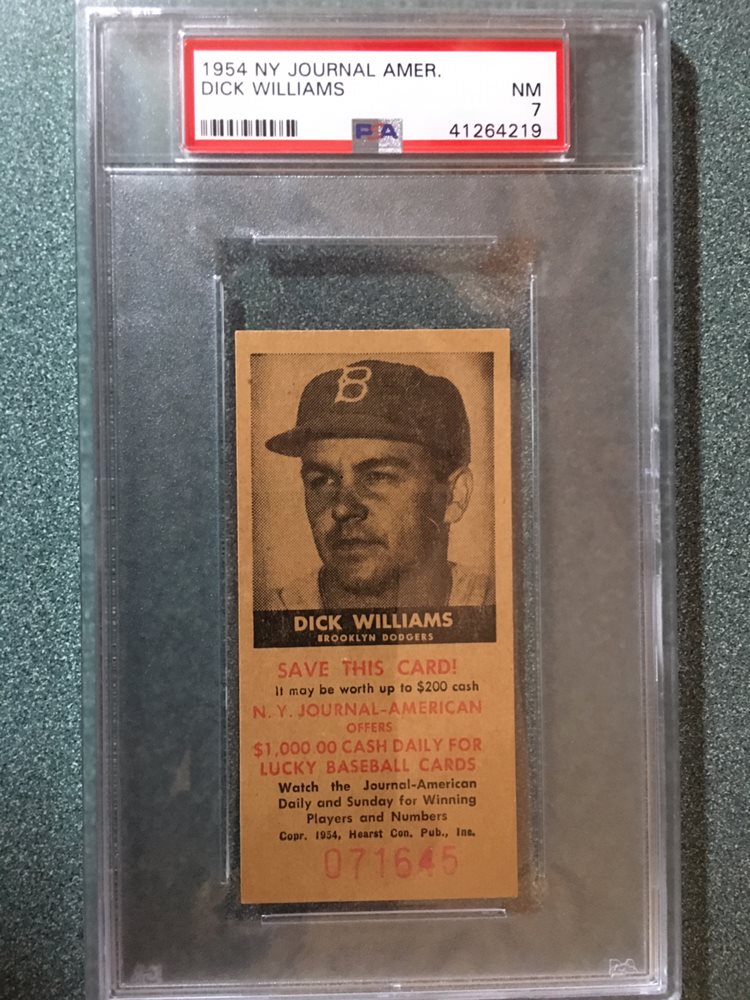 1954 NY JOURNAL AMER.
DICK WILLIAMS NM
7
PSA 41264219
B
DICK WILLIAMS
BROOKLYN DODGERS
SAVE THIS CARD!
It may be worth up to $200 cash
N. Y. JOURNAL-AMERICAN
OFFERS
$1,000 00 CASH DAILY FOR
LUCKY BASEBALL CARDS
Watch the Journal-American
Daily and Sunday for Winning
Players and Numbers
Copr. 1954, Hearst Con. Pub., Inc.
071645